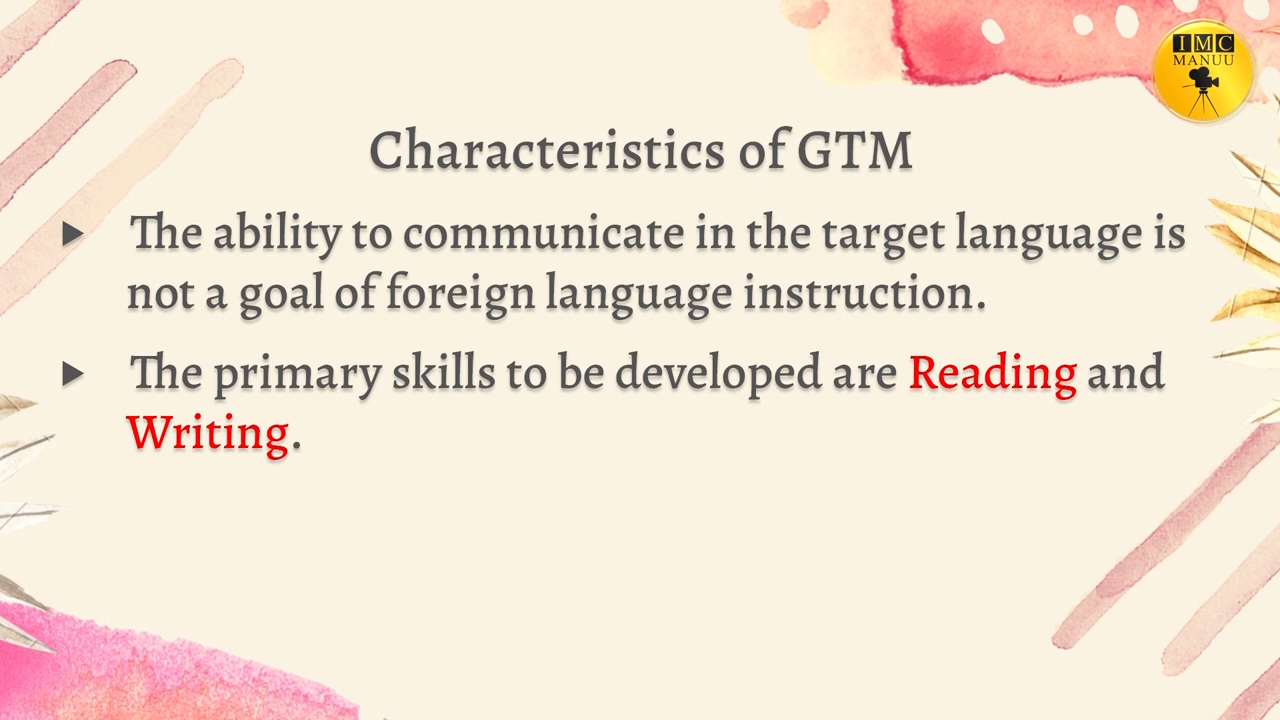 IMC
MANUU
Characteristics of GTM
The ability to communicate in the target language is
not a goal of foreign language instruction.
The primary skills to be developed are Reading and
Writing.